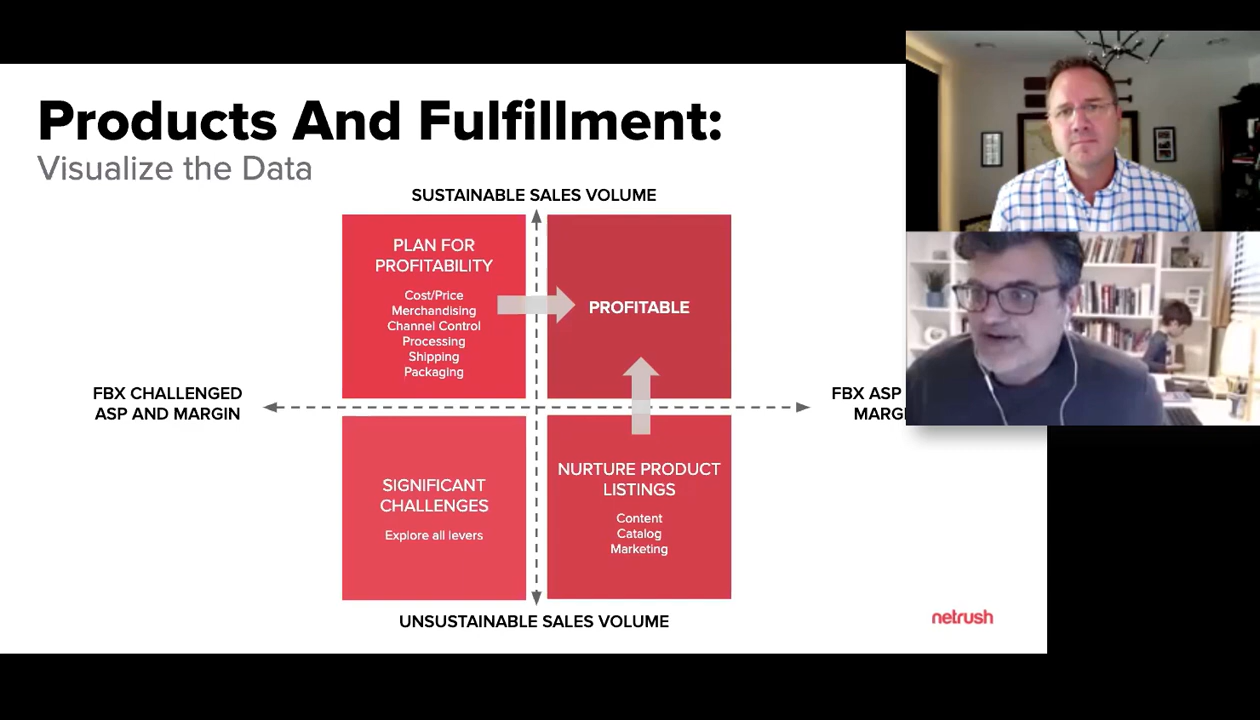 Products And Fulfillment:
Visualize the Data
SUSTAINABLE SALES VOLUME
PLAN FOR
PROFITABILITY
Cost/Price
Merchandising
Channel Control
Processing
Shipping
Packaging
PROFITABLE
FBX CHALLENGED
ASP AND MARGIN
FBX ASP
SIGNIFICANT
CHALLENGES
Explore all levers
NURTURE PRODUCT
LISTINGS
Content
Catalog
Marketing
UNSUSTAINABLE SALES VOLUME
netrush